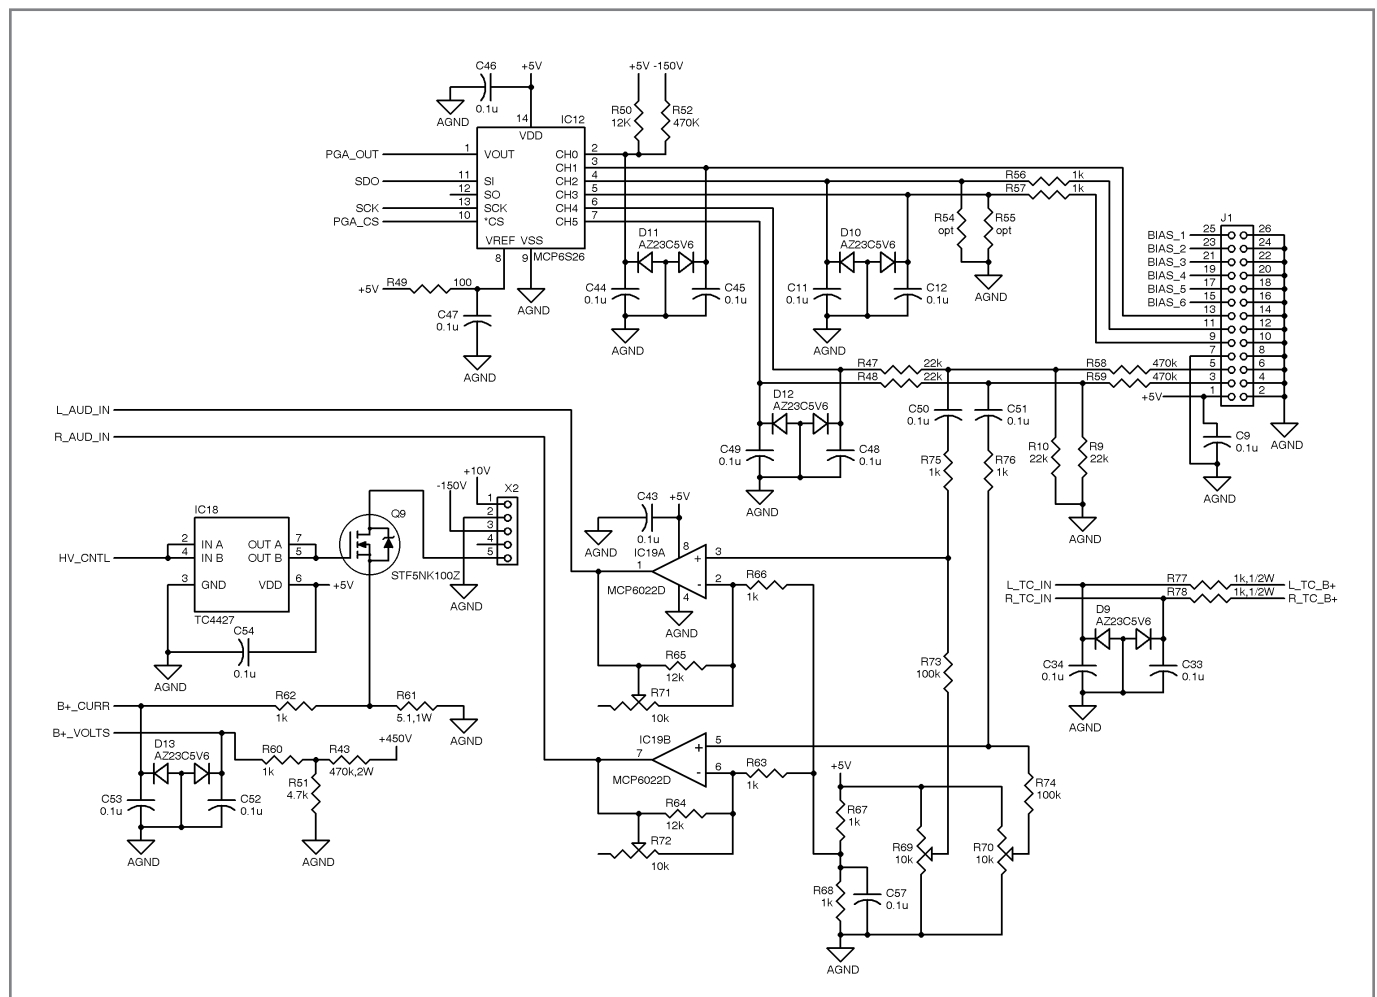 C46
+5V
+5V -150V
0.1u
AGND
R50
12K
R52
470K
14
IC12
VDD
PGA_OUT
1
VOUT
CH0
2
CH1
3
SDO
11
SI
CH2
4
12
SO
CH3
5
SCK
13
SCK
CH4
6
PGA_CS
10
*CS
CH5
7
VREF VSS
8
9
MCP6S26
R56
1k
R57
1k
R54
opt
R55
opt
AGND
D11
AZ23C5V6
D10
AZ23C5V6
+5V
R49
100
C47
0.1u
AGND
AGND
C44
0.1u
C45
0.1u
AGND
C11
0.1u
C12
0.1u
AGND
J1
BIAS_1
25
26
BIAS_2
23
24
BIAS_3
21
22
BIAS_4
19
20
BIAS_5
17
18
BIAS_6
15
16
13
14
11
12
9
10
7
8
5
6
3
4
+5V
1
2
AGND
C9
0.1u
AGND
R47
22k
R48
22k
R58
470k
R59
470k
L_AUD_IN
R_AUD_IN
D12
AZ23C5V6
C49
0.1u
C48
0.1u
AGND
C50
0.1u
C51
0.1u
R75
1k
R76
1k
R10
22k
R9
22k
AGND
+10V
-150V
X2
1
2
3
4
5
AGND
IC18
HV_CNTL
2
IN A
OUT A
7
4
IN B
OUT B
5
3
GND
VDD
6
+5V
TC4427
C54
0.1u
AGND
Q9
STF5NK100Z
C43
+5V
0.1u
AGND
IC19A
8
1
+
3
-
2
MCP6022D
4
AGND
R66
1k
R65
12k
R71
10k
L_TC_IN
R77
1k,1/2W
L_TC_B+
R_TC_IN
R78
1k,1/2W
R_TC_B+
D9
AZ23C5V6
C34
0.1u
C33
0.1u
AGND
R73
100k
B+_CURR
R62
1k
R61
5.1,1W
AGND
B+_VOLTS
+450V
D13
AZ23C5V6
R60
1k
R43
470k,2W
R51
4.7k
AGND
C53
0.1u
C52
0.1u
AGND
IC19B
7
+
5
-
6
MCP6022D
R63
1k
R64
12k
R72
10k
+5V
R67
1k
R74
100k
R69
10k
R70
10k
R68
1k
C57
0.1u
AGND